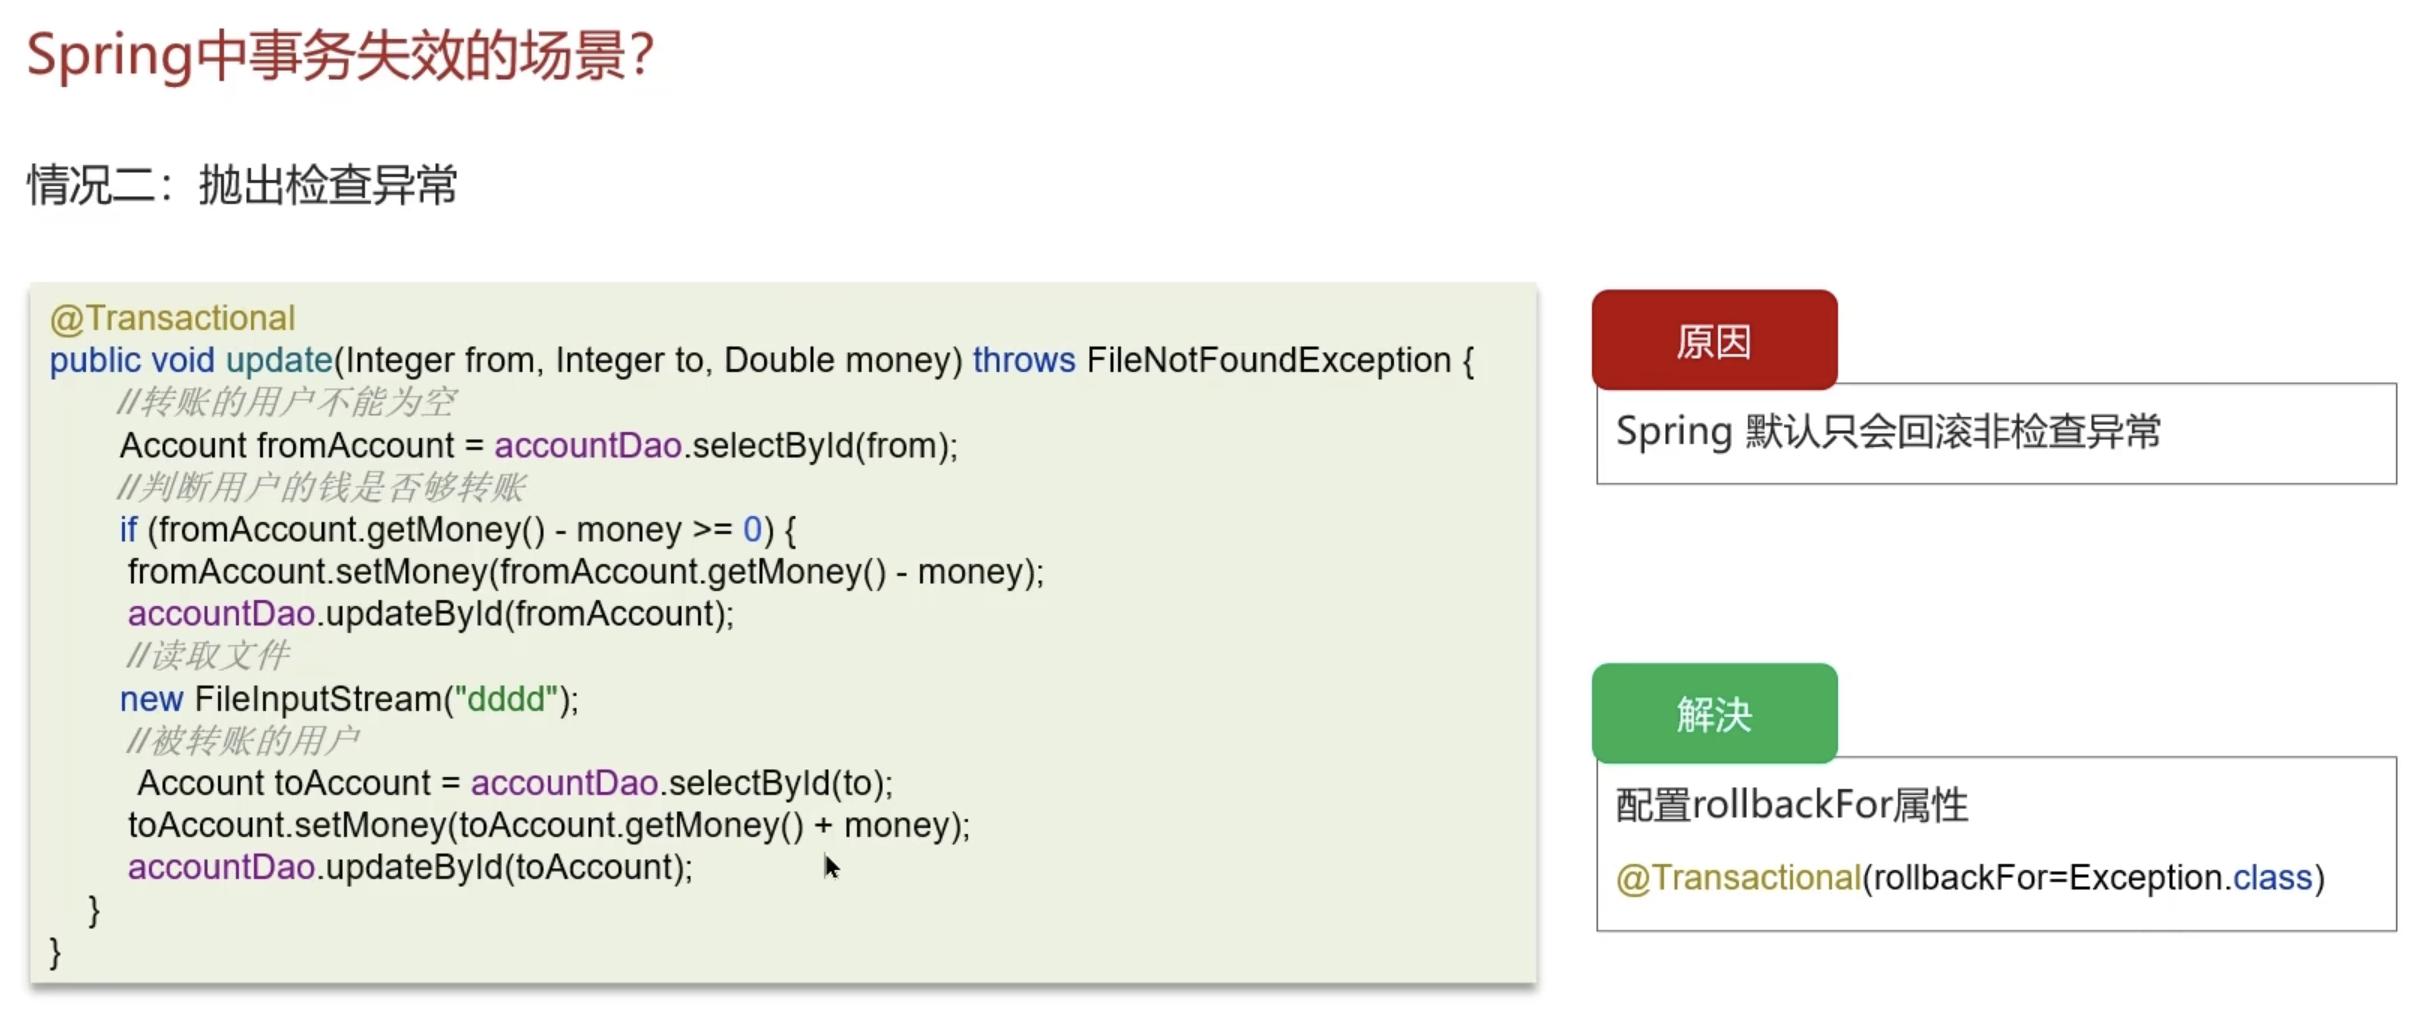 Spring中事务失效的场景？
情况二：抛出检查异常
@Transactional
public void update(Integer from, Integer to, Double money) throws FileNotFoundException {
//转账的用户不能为空
Account fromAccount = accountDao.selectById(from);
//判断用户的钱是否够转账
if (fromAccount.getMoney() - money >= 0) {
fromAccount.setMoney(fromAccount.getMoney() - money);
accountDao.updateById(fromAccount);
//读取文件
new FileInputStream("dddd");
//被转账的用户
Account toAccount = accountDao.selectById(to);
toAccount.setMoney(toAccount.getMoney() + money);
accountDao.updateById(toAccount);
}
}
原因
Spring 默认只会回滚非检查异常
解决
配置rollbackFor属性
@Transactional(rollbackFor=Exception.class)